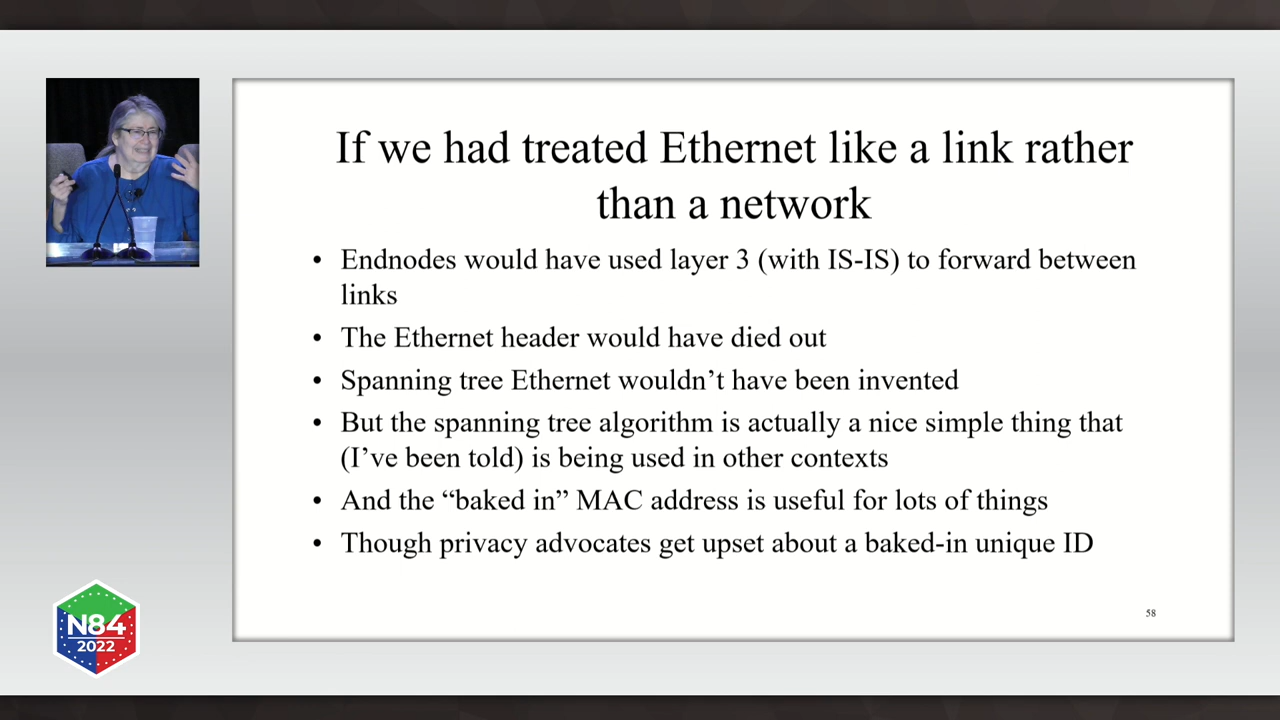 If we had treated Ethernet like a link rather
than a network
• Endnodes would have used layer 3 (with IS-IS) to forward between
links
• The Ethernet header would have died out
• Spanning tree Ethernet wouldn’t have been invented
• But the spanning tree algorithm is actually a nice simple thing that
(I’ve been told) is being used in other contexts
• And the “baked in” MAC address is useful for lots of things
• Though privacy advocates get upset about a baked-in unique ID
58
N84
2022